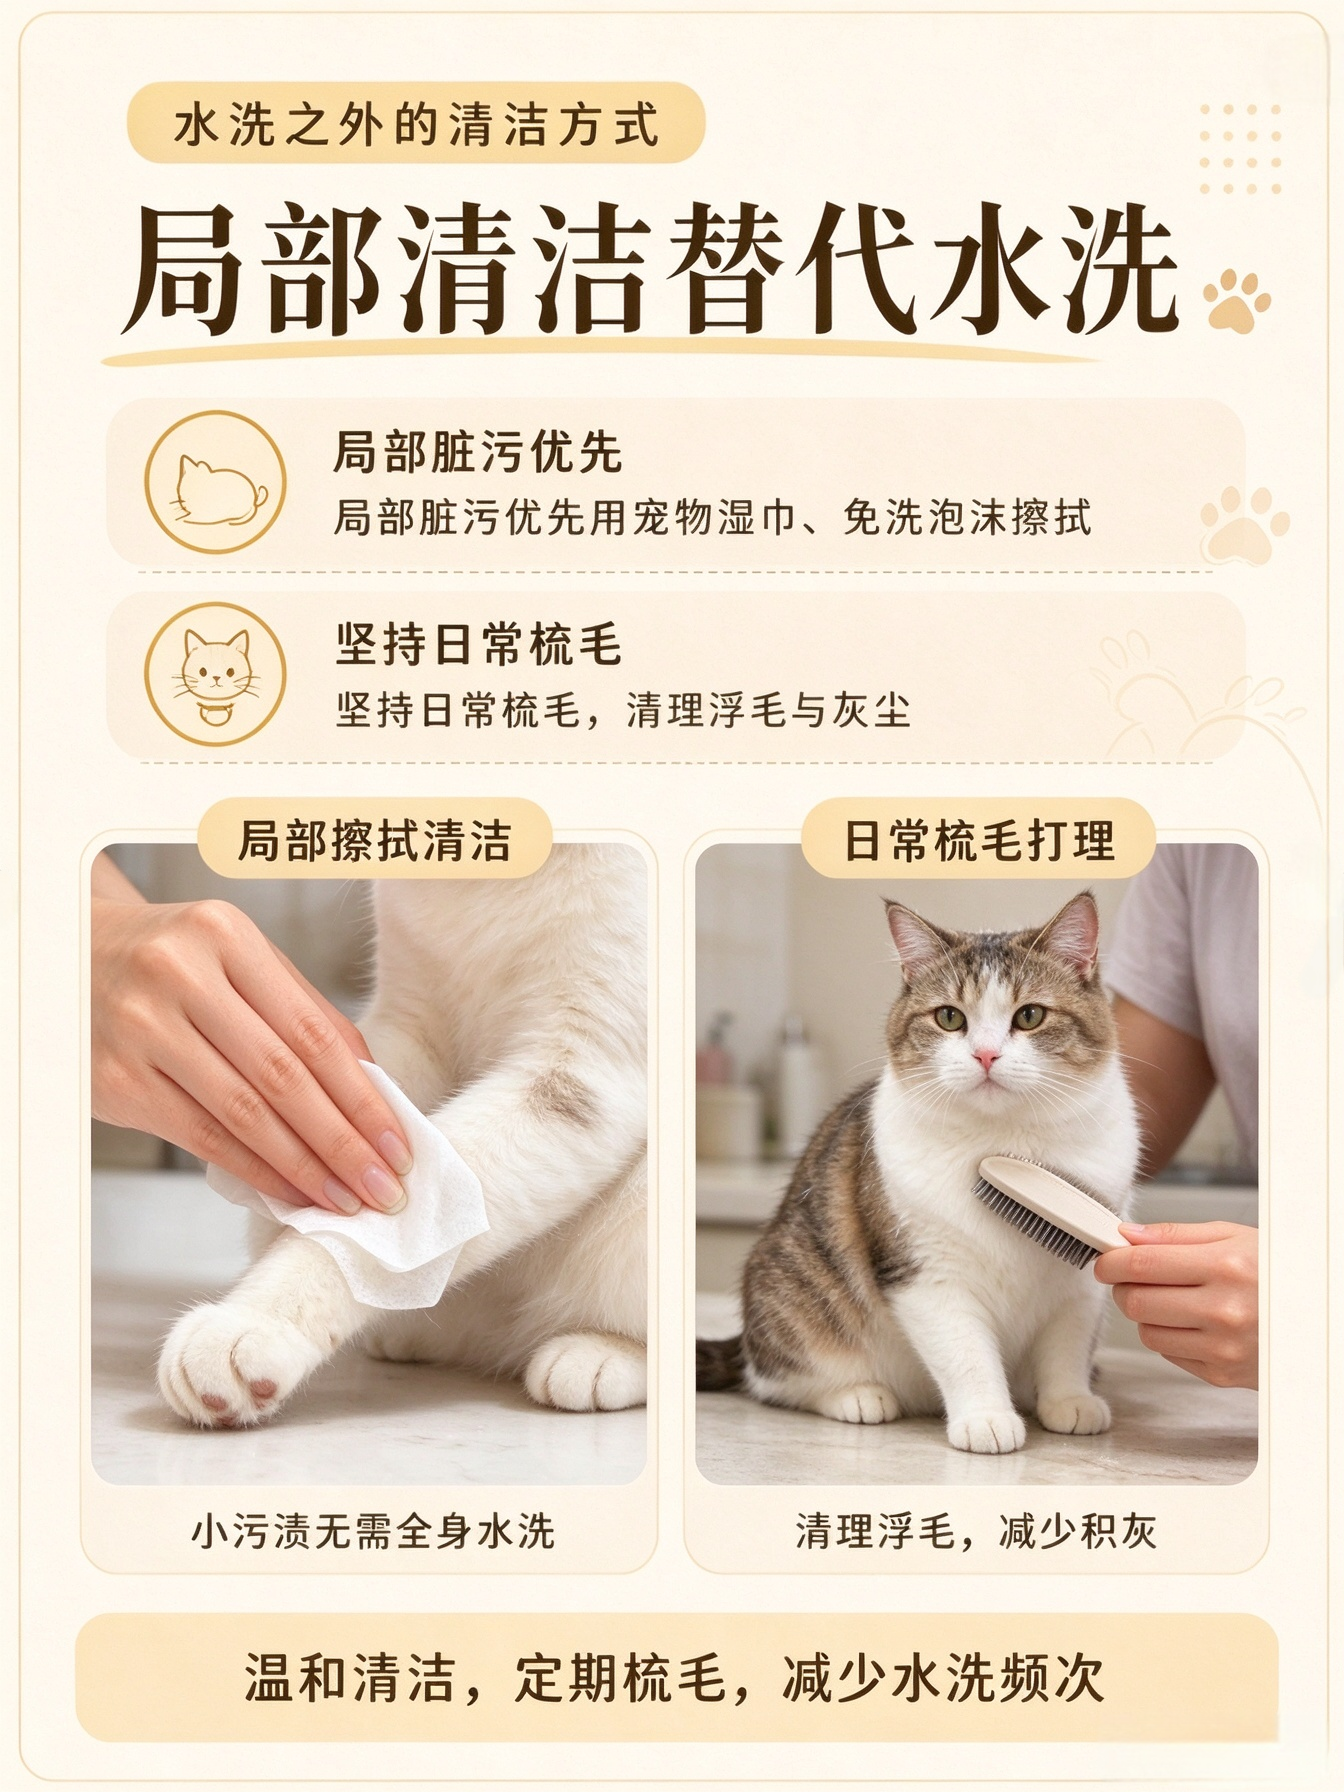 水洗之外的清洁方式
局部清洁替代水洗
局部脏污优先
局部脏污优先用宠物湿巾、免洗泡沫擦拭
坚持日常梳毛
坚持日常梳毛，清理浮毛与灰尘
局部擦拭清洁
日常梳毛打理
小污渍无需全身水洗
清理浮毛，减少积灰
温和清洁，定期梳毛，减少水洗频次